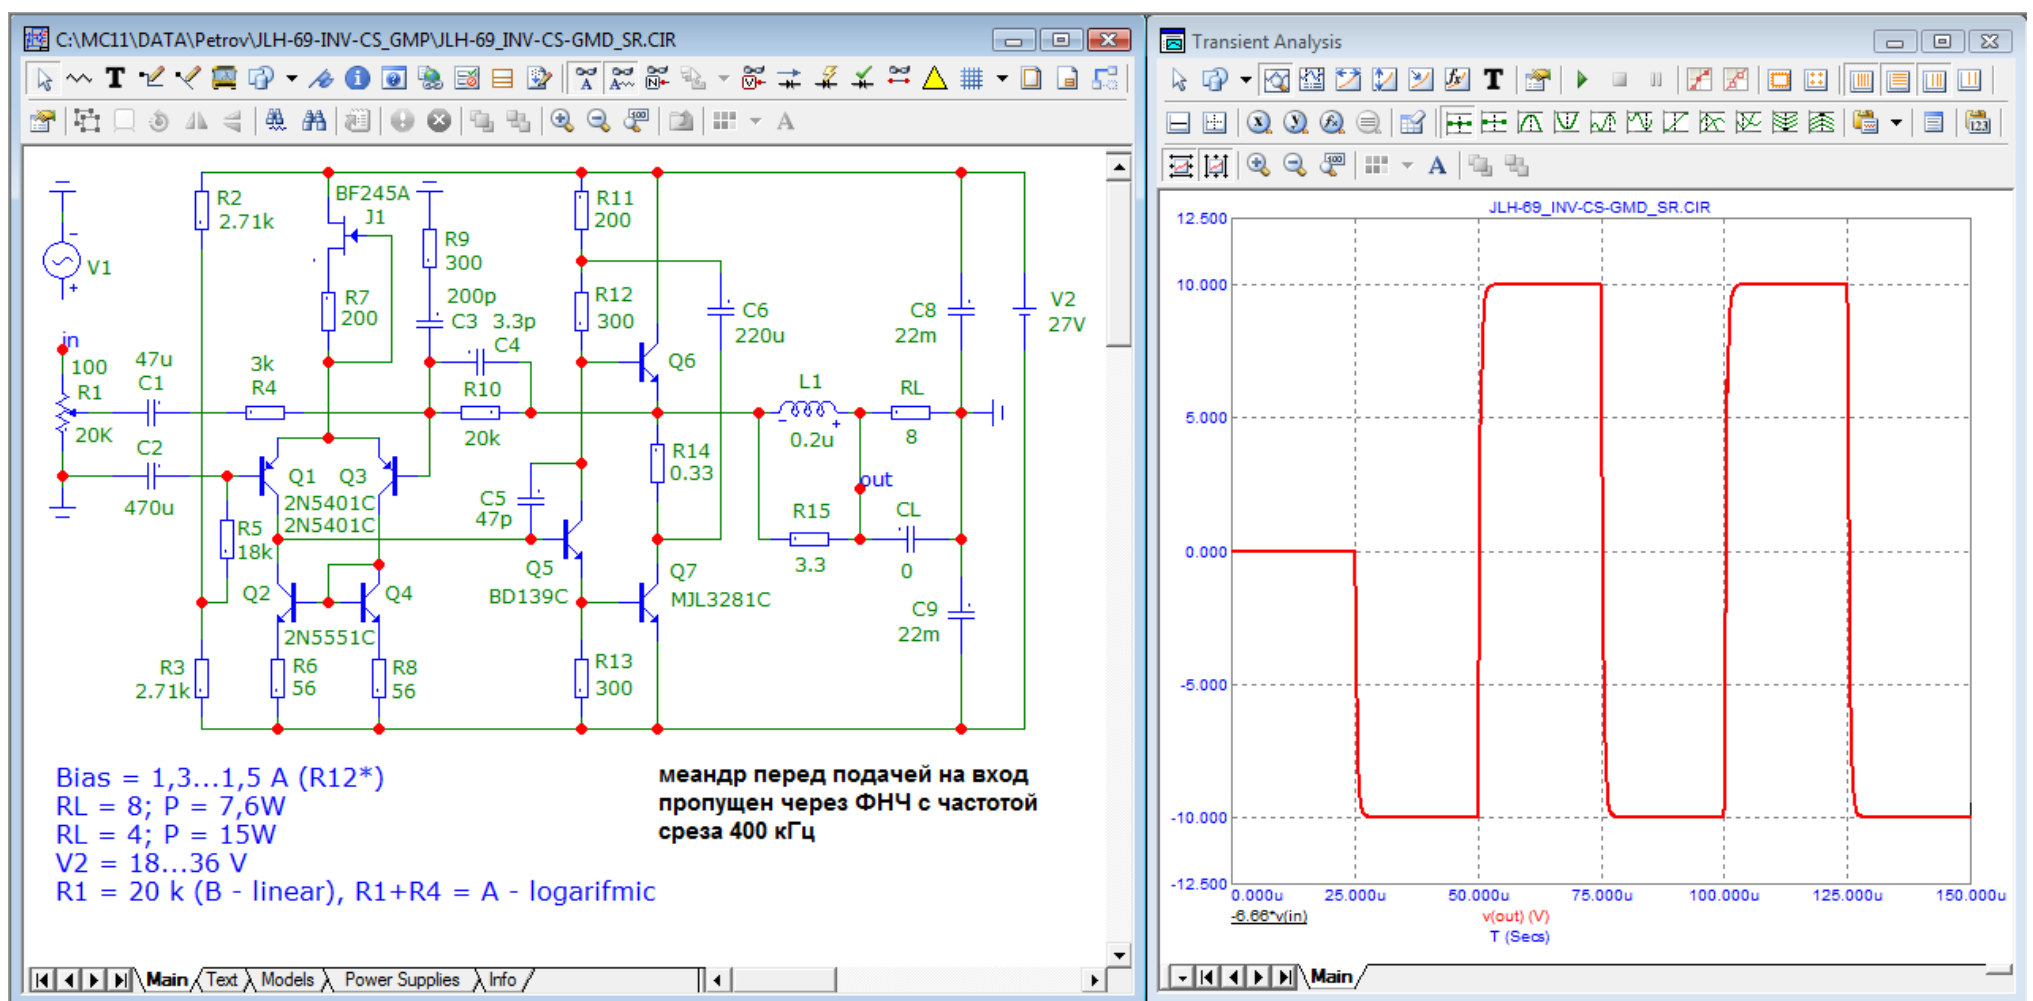 C:\MC11\DATA\Petrov\JLH-69-INV-CS_GMP\JLH-69_INV-CS-GMD_SR.CIR
V1
in
100
R1
20K
47u
C1
C2
470u
R2
2.71k
3k
R4
BF245A
J1
R7
200
R9
300
200p
C3
3.3p
C4
R10
20k
R11
200
R12
300
C6
220u
Q6
C8
22m
V2
27V
L1
0.2u
RL
8
R14
0.33
out
R15
3.3
CL
0
Q1
Q3
2N5401C
2N5401C
R5
18k
C5
47p
Q5
BD139C
Q7
MJL3281C
C9
22m
Q2
Q4
2N5551C
R3
2.71k
R6
56
R8
56
R13
300
Bias = 1,3...1,5 A (R12*)
RL = 8; P = 7,6W
RL = 4; P = 15W
V2 = 18...36 V
R1 = 20 k (B - linear), R1+R4 = A - logarifmic
меандр перед подачей на вход
пропущен через ФНЧ с частотой
среза 400 кГц
Main
Text
Models
Power Supplies
Info
Transient Analysis
JLH-69_INV-CS-GMD_SR.CIR
12.500
10.000
5.000
0.000
-5.000
-10.000
-12.500
0.000u
25.000u
50.000u
75.000u
100.000u
125.000u
150.000u
-6.66*v(in)
v(out) (V)
T (Secs)
Main